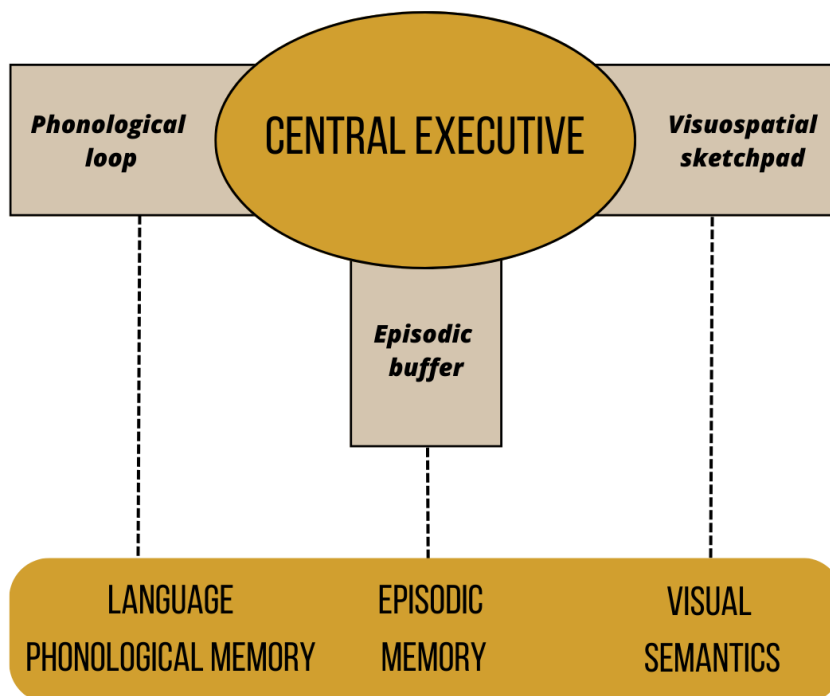 Phonological
loop
CENTRAL EXECUTIVE
Visuospatial
sketchpad
Episodic
buffer
LANGUAGE
PHONOLOGICAL MEMORY
EPISODIC
MEMORY
VISUAL
SEMANTICS